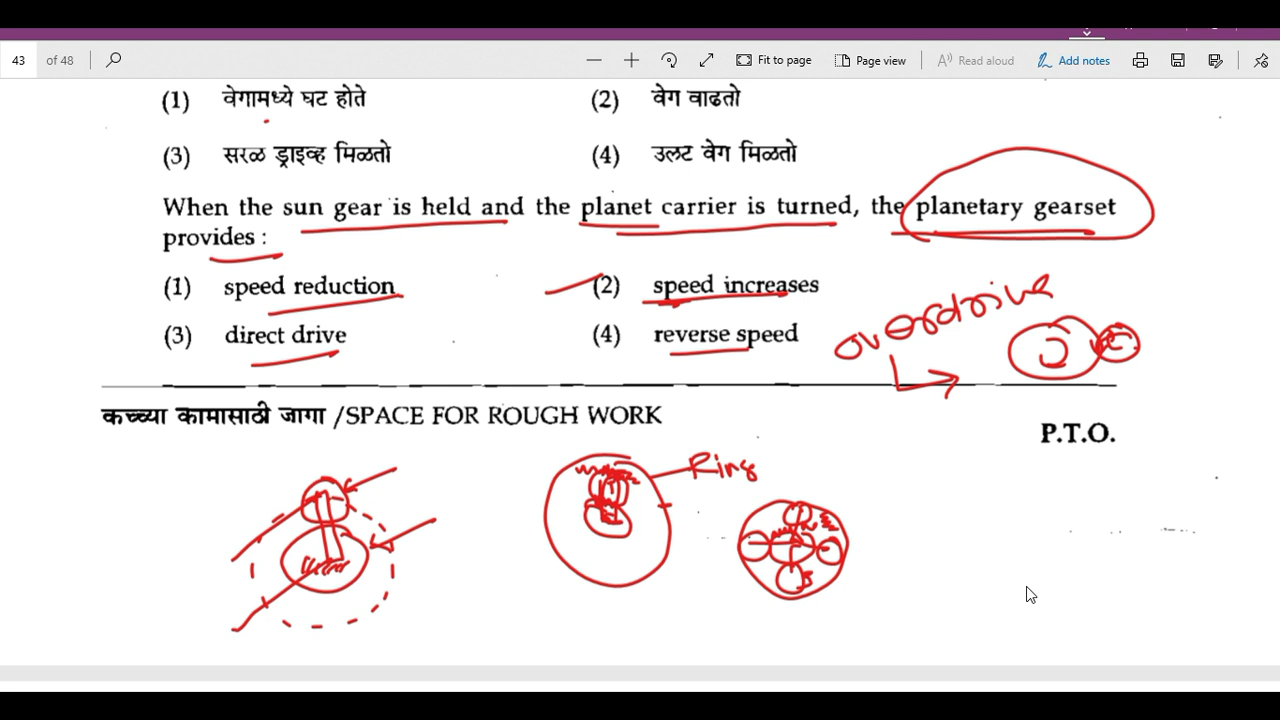 43 of 48 Fit to page Page view Read aloud Add notes
(1) वेगामध्ये घट होते (2) वेग वाढतो
(3) सरळ ड्राइव्ह मिळतो (4) उलट वेग मिळतो
When the sun gear is held and the planet carrier is turned, the planetary gearset
provides :
(1) speed reduction (2) speed increases
(3) direct drive (4) reverse speed
overdrive
कच्च्या कामासाठी जागा /SPACE FOR ROUGH WORK
P.T.O.
Ring